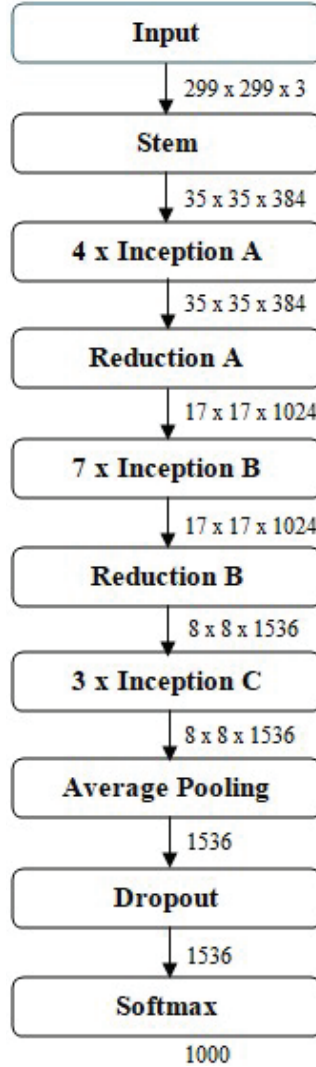 Input
299 x 299 x 3
Stem
35 x 35 x 384
4 x Inception A
35 x 35 x 384
Reduction A
17 x 17 x 1024
7 x Inception B
17 x 17 x 1024
Reduction B
8 x 8 x 1536
3 x Inception C
8 x 8 x 1536
Average Pooling
1536
Dropout
1536
Softmax
1000